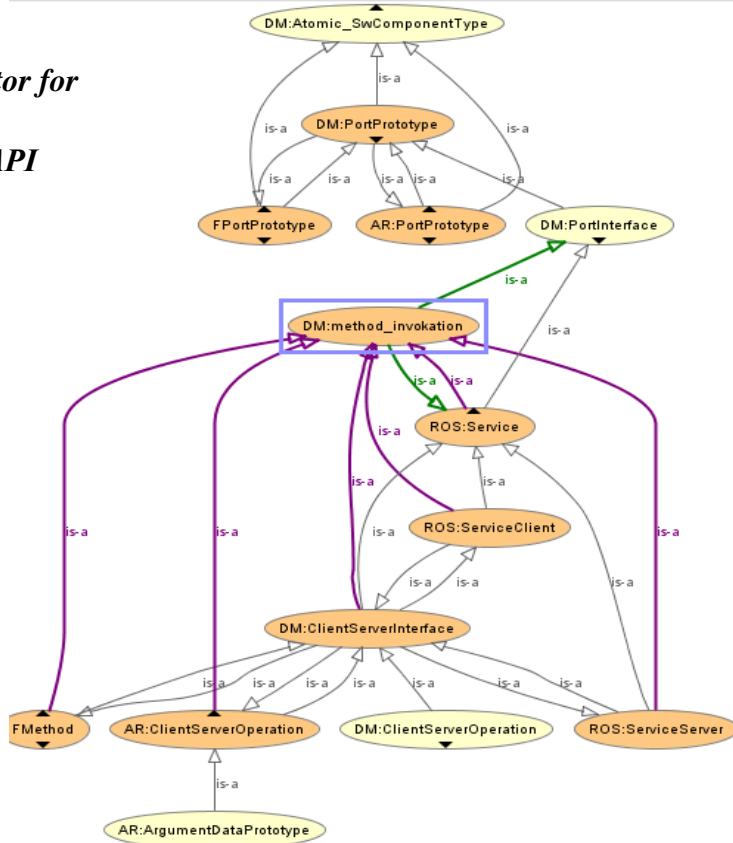 DM:Atomic_SwComponentType
tor for
is-a
DM:PortPrototype
is-a
is-a
API
is-a
is-a
is-a
is-a
is-a
FPortPrototype
AR:PortPrototype
DM:PortInterface
is-a
DM:method_invokation
is-a
is-a
is-a
ROS:Service
is-a
is-a
is-a
ROS:ServiceClient
is-a
is-a
is-a
is-a
is-a
is-a
is-a
DM:ClientServerInterface
is-a
is-a
is-a
is-a
is-a
is-a
is-a
FMethod
AR:ClientServerOperation
DM:ClientServerOperation
ROS:ServiceServer
is-a
AR:ArgumentDataPrototype